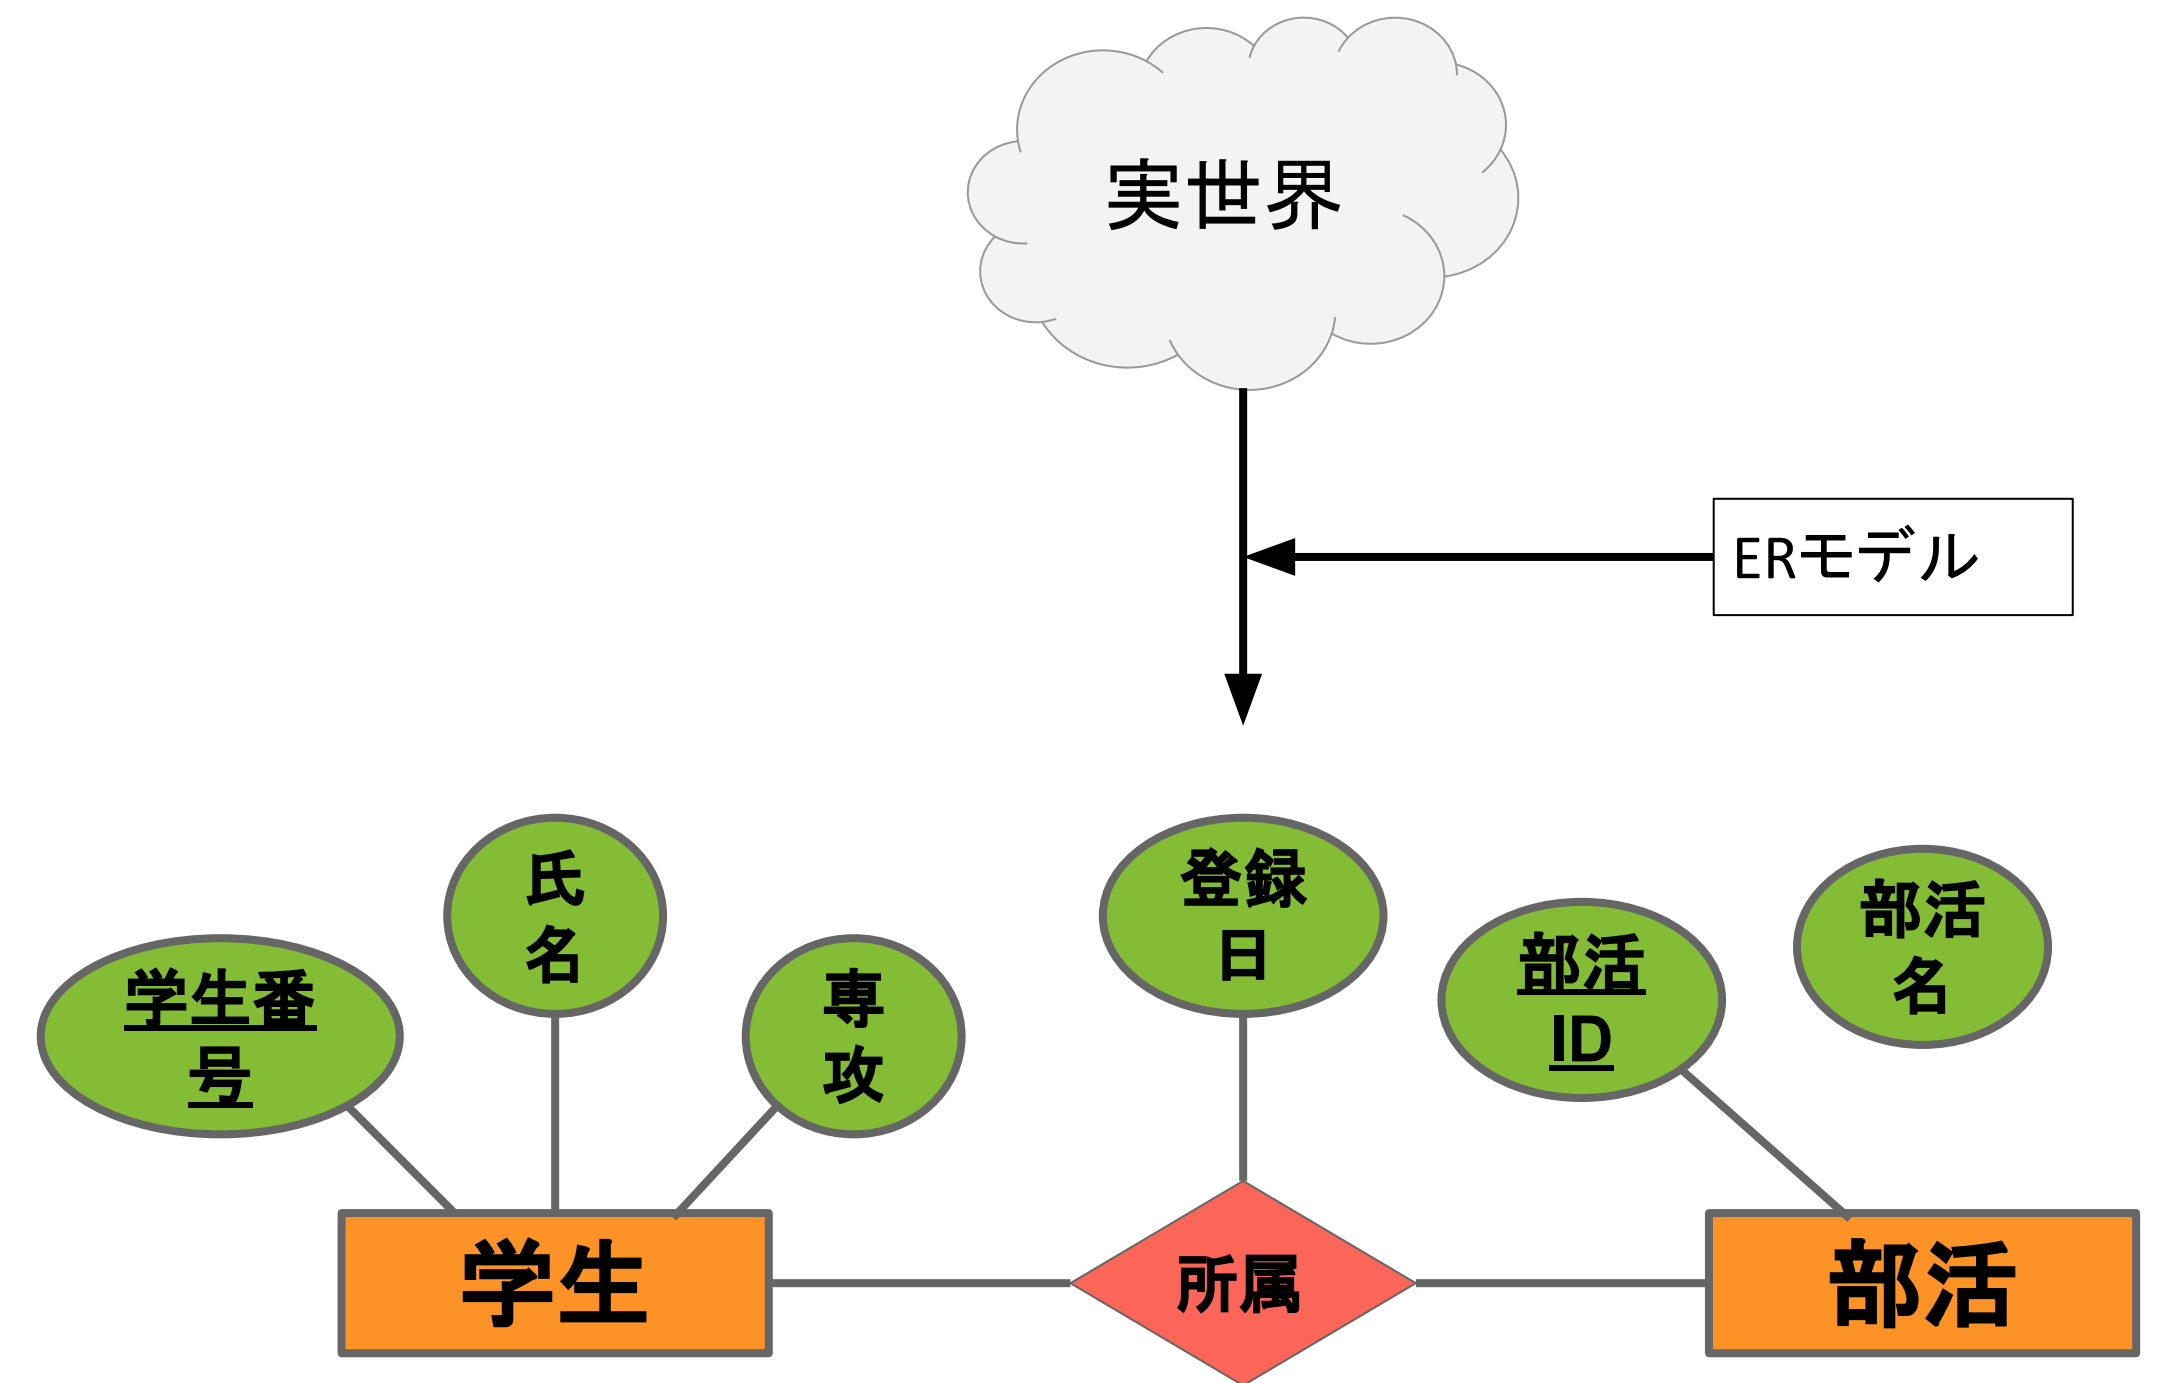 実世界
ERモデル
氏
名
登録
日
部活
名
部活
ID
学生番
号
専
攻
学生
所属
部活